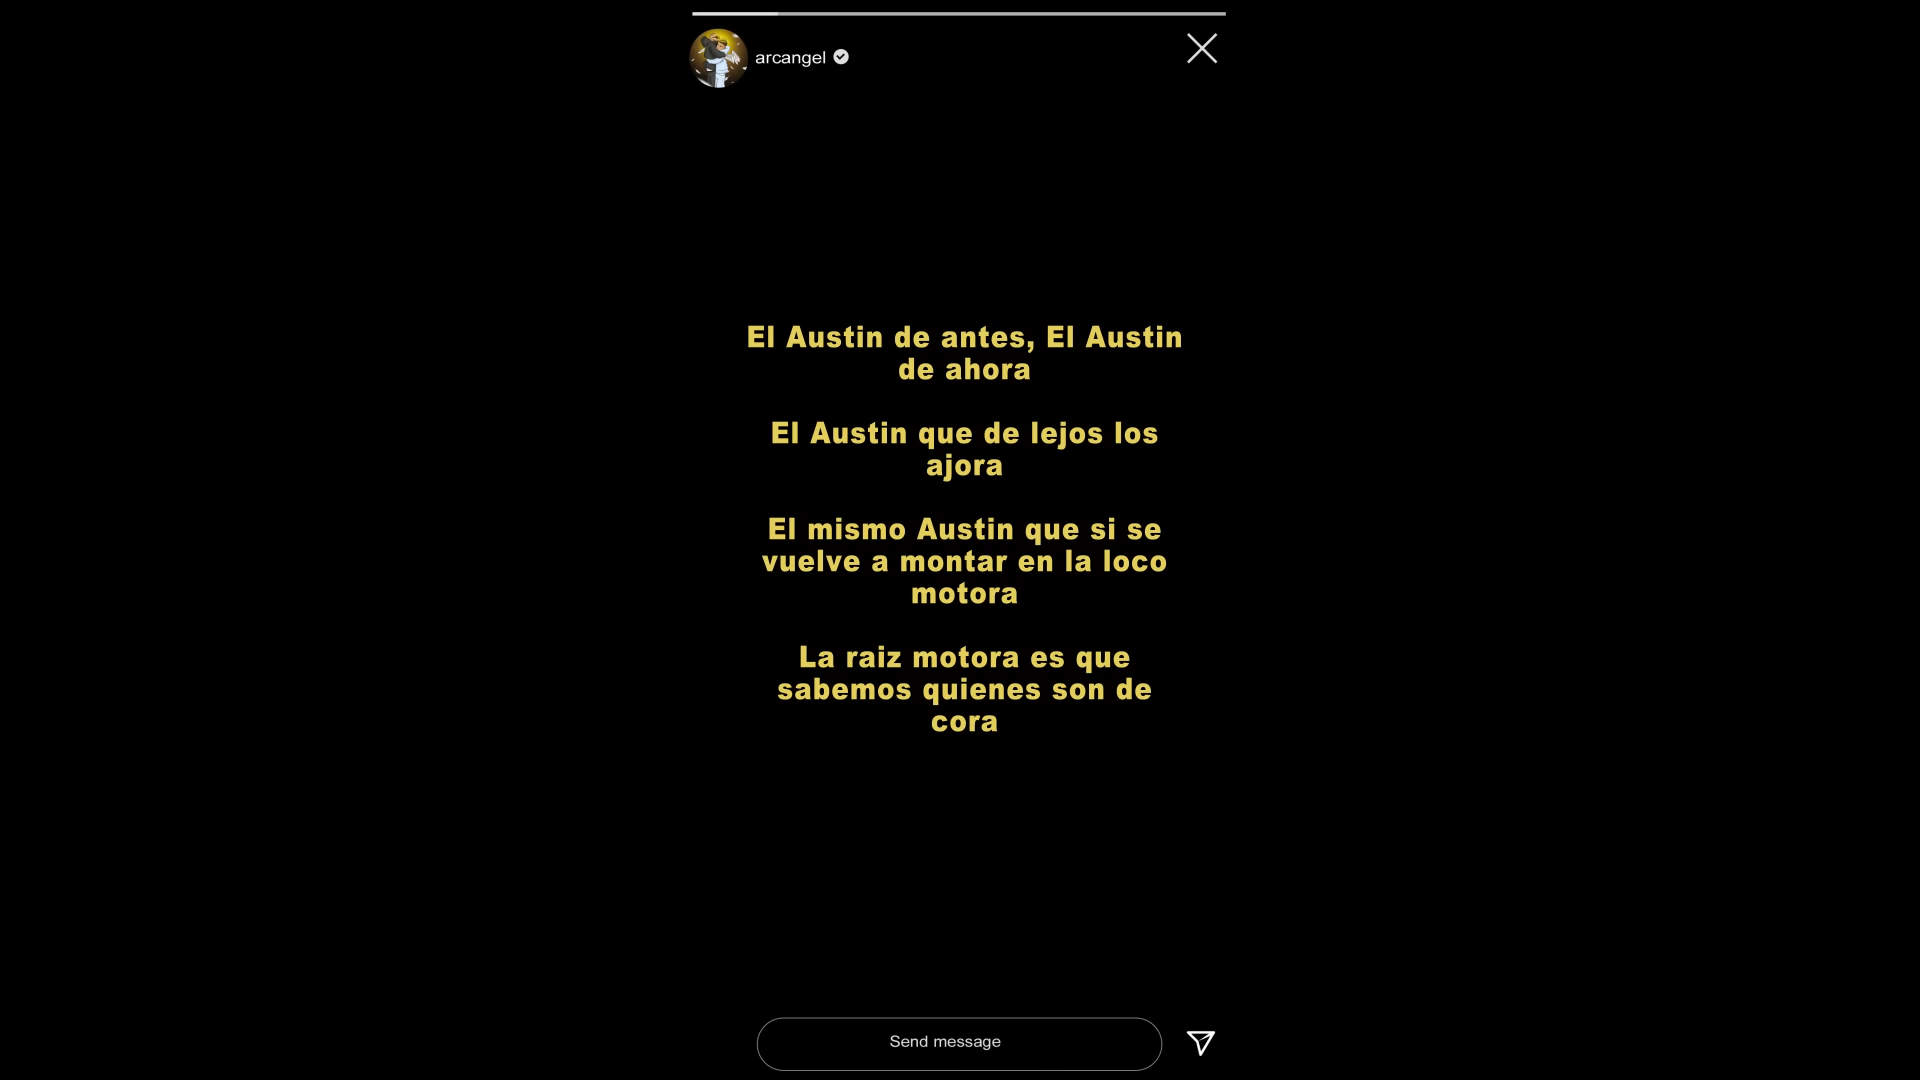 arcangel
El Austin de antes, El Austin
de ahora
El Austin que de lejos los
ajora
El mismo Austin que si se
vuelve a montar en la loco
motora
La raiz motora es que
sabemos quienes son de
cora
Send message